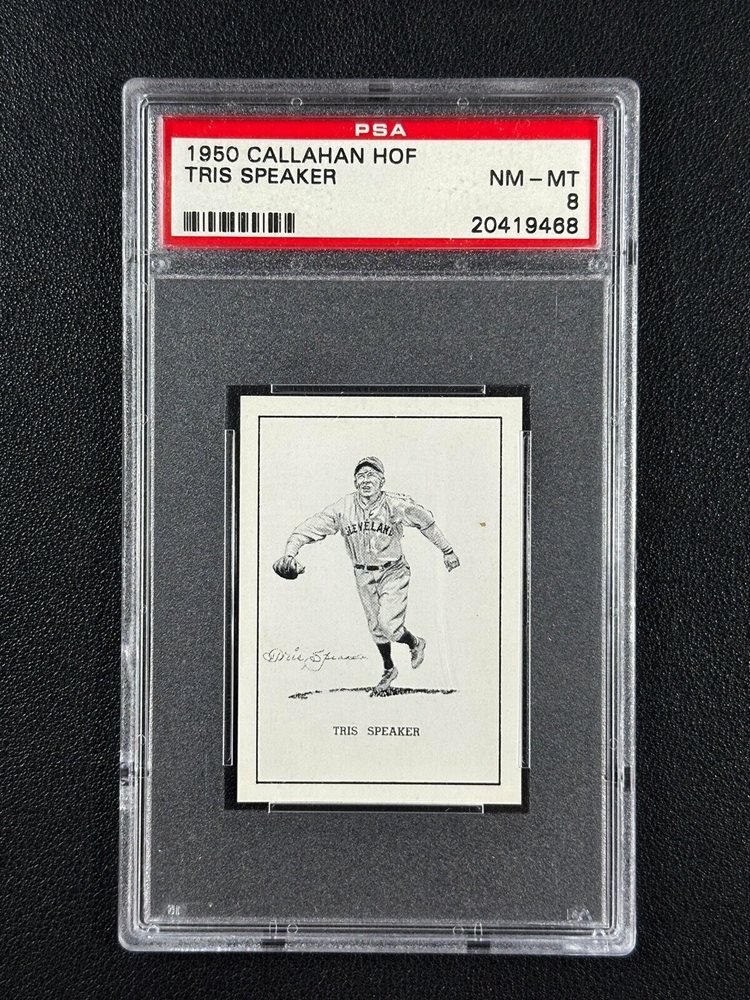 PSA
1950 CALLAHAN HOF
TRIS SPEAKER
NM - MT
8
20419468
CLEVELAND
Tris Speaker
TRIS SPEAKER